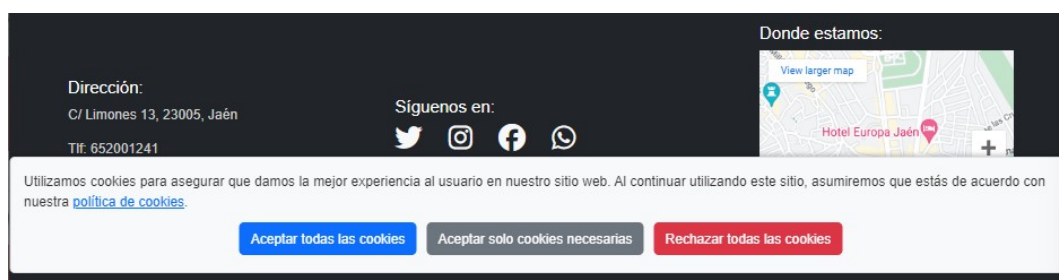 Donde estamos:
View larger map
Hotel Europa Jaén
Dirección:
C/ Limones 13, 23005, Jaén
Tlf: 652001241
Síguenos en:
Utilizamos cookies para asegurar que damos la mejor experiencia al usuario en nuestro sitio web. Al continuar utilizando este sitio, asumiremos que estás de acuerdo con
nuestra política de cookies.
Aceptar todas las cookies
Aceptar solo cookies necesarias
Rechazar todas las cookies